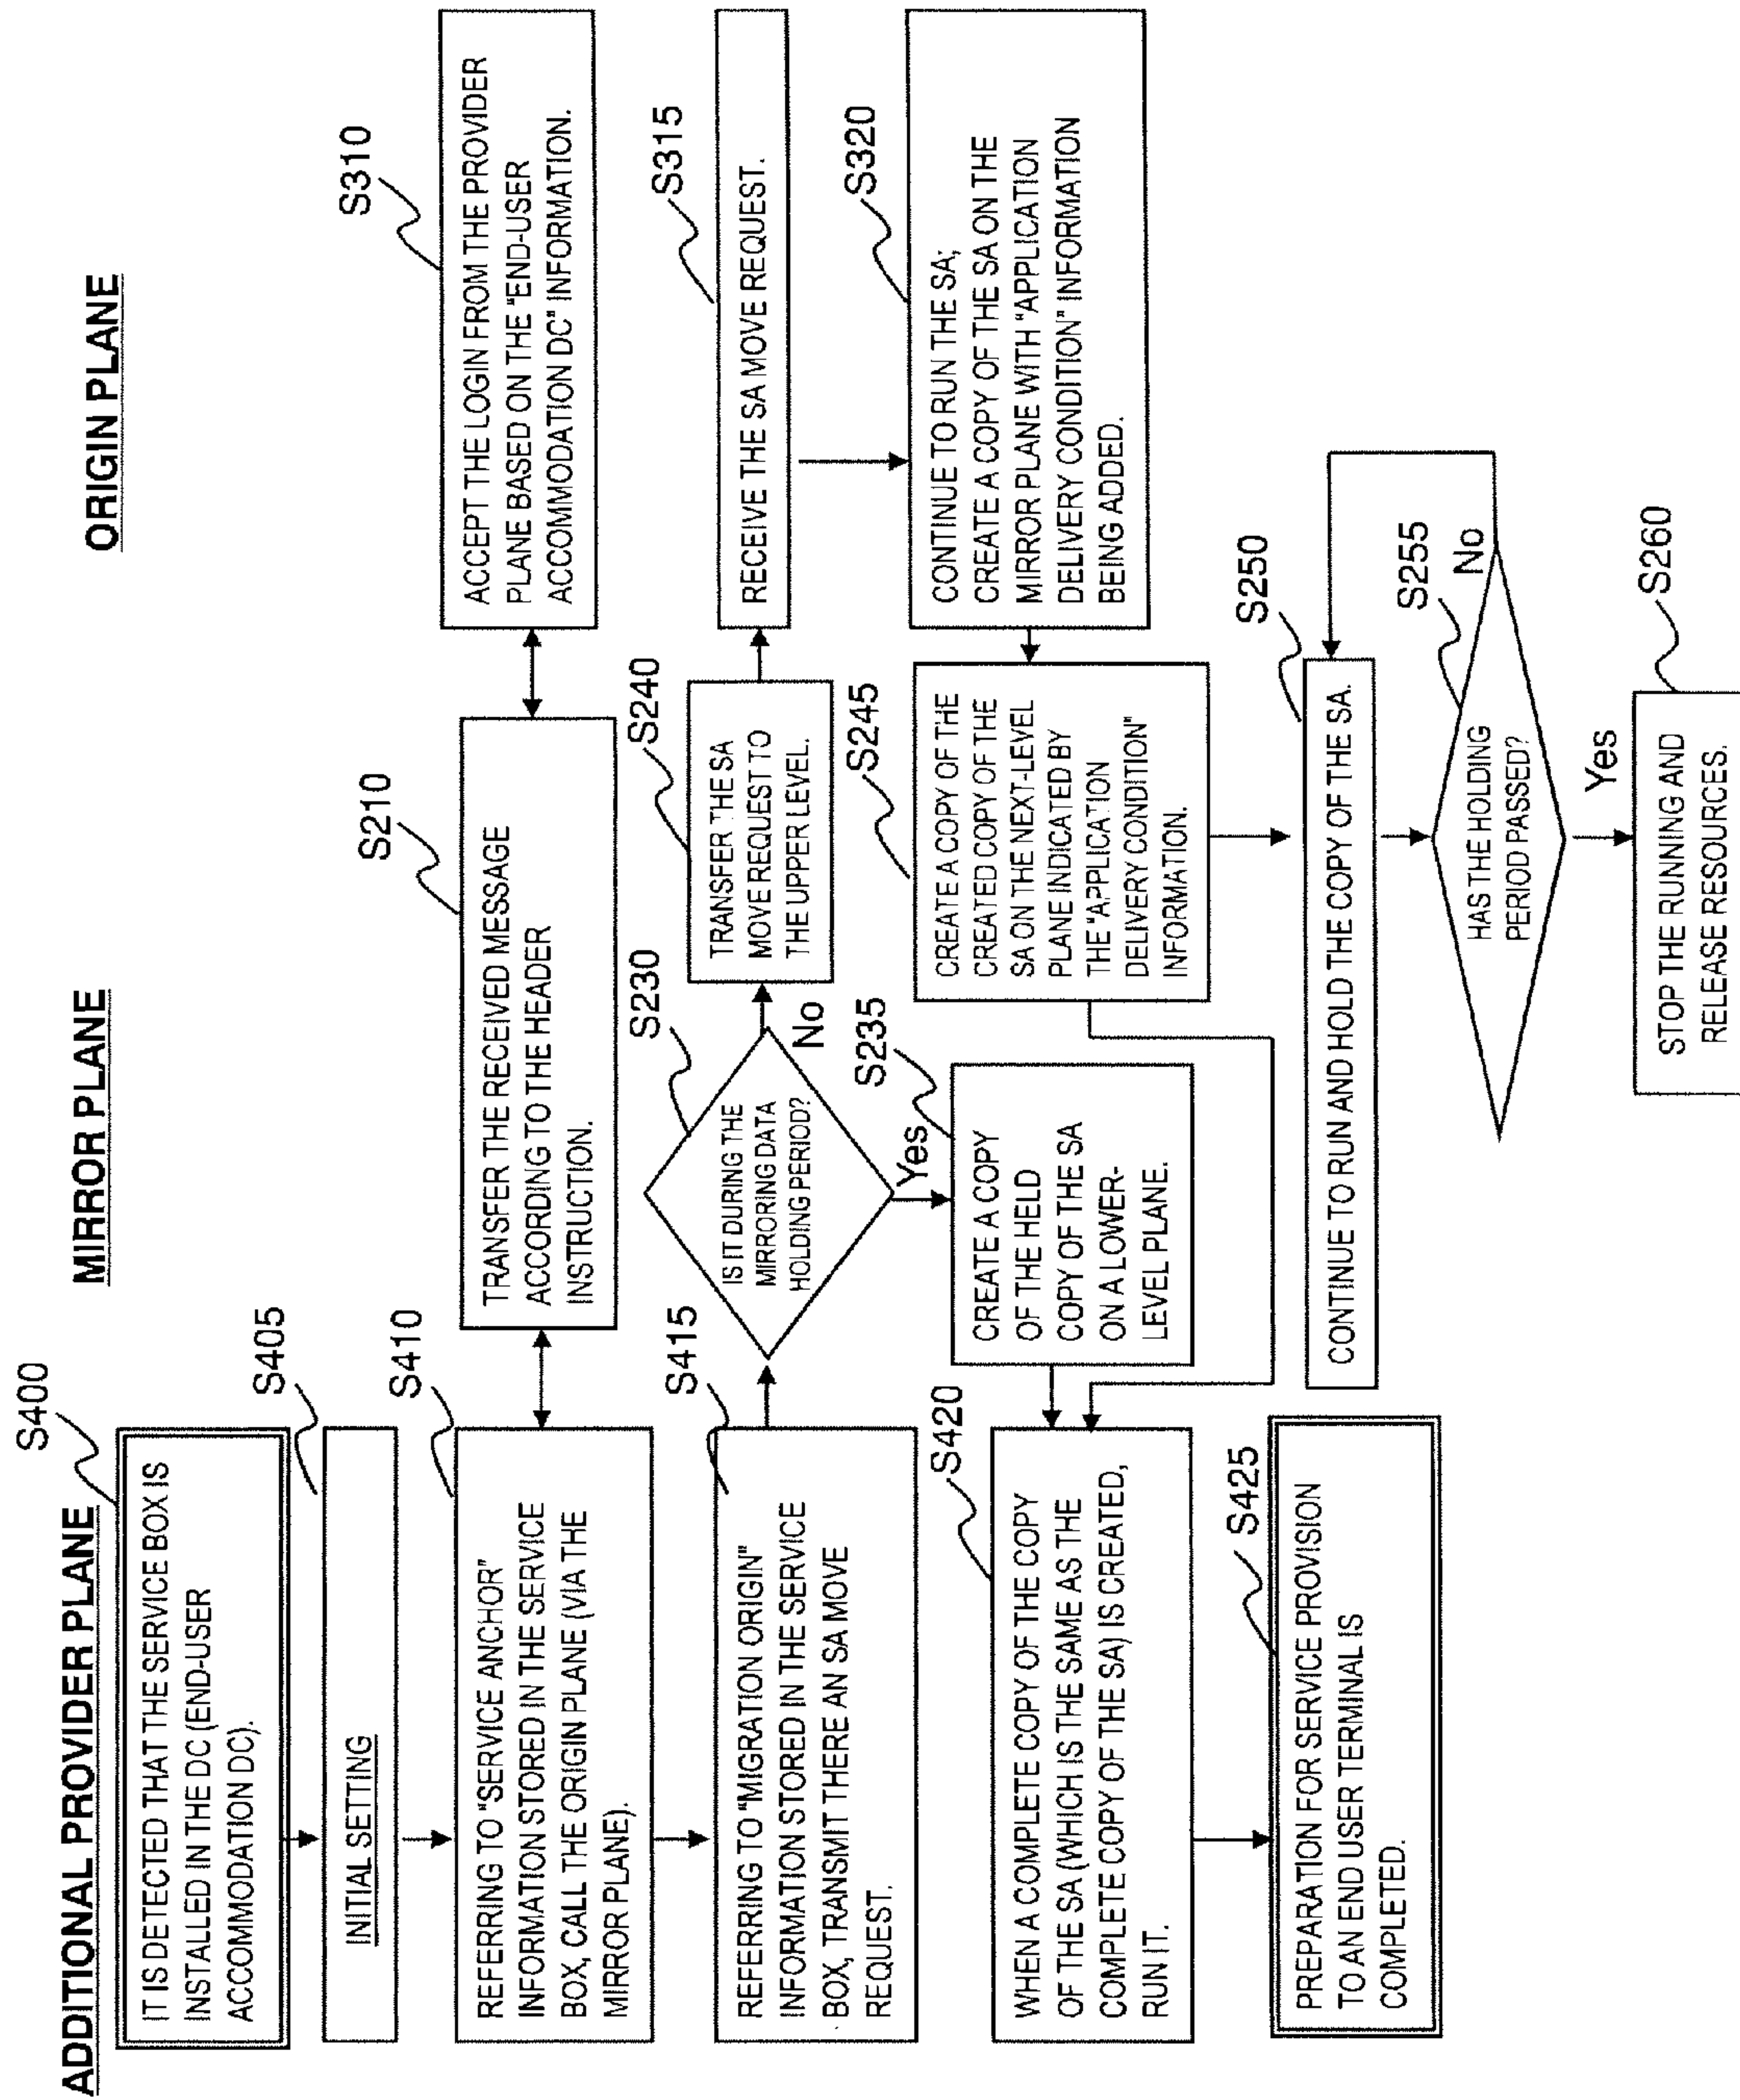 ADDITIONAL PROVIDER PLANE
MIRROR PLANE
ORIGIN PLANE
S400
IT IS DETECTED THAT THE SERVICE BOX IS
INSTALLED IN THE DC (END-USER
ACCOMMODATION DC).
S405
INITIAL SETTING
S410
REFERRING TO "SERVICE ANCHOR"
INFORMATION STORED IN THE SERVICE
BOX, CALL THE ORIGIN PLANE (VIA THE
MIRROR PLANE).
S210
TRANSFER THE RECEIVED MESSAGE
ACCORDING TO THE HEADER
INSTRUCTION.
S310
ACCEPT THE LOGIN FROM THE PROVIDER
PLANE BASED ON THE "END-USER
ACCOMMODATION DC" INFORMATION.
S415
REFERRING TO "MIGRATION ORIGIN"
INFORMATION STORED IN THE SERVICE
BOX, TRANSMIT THERE AN SA MOVE
REQUEST.
S230
IS IT DURING THE
MIRRORING DATA
HOLDING PERIOD?
No
Yes
S240
TRANSFER THE SA
MOVE REQUEST TO
THE UPPER LEVEL.
S315
RECEIVE THE SA MOVE REQUEST.
S320
CONTINUE TO RUN THE SA;
CREATE A COPY OF THE SA ON THE
MIRROR PLANE WITH "APPLICATION
DELIVERY CONDITION" INFORMATION
BEING ADDED.
S235
CREATE A COPY
OF THE HELD
COPY OF THE SA
ON A LOWER-
LEVEL PLANE.
S245
CREATE A COPY OF THE
CREATED COPY OF THE
SA ON THE NEXT-LEVEL
PLANE INDICATED BY
THE "APPLICATION
DELIVERY CONDITION"
INFORMATION.
S420
WHEN A COMPLETE COPY OF THE COPY
OF THE SA (WHICH IS THE SAME AS THE
COMPLETE COPY OF THE SA) IS CREATED,
RUN IT.
S425
PREPARATION FOR SERVICE PROVISION
TO AN END USER TERMINAL IS
COMPLETED.
S250
CONTINUE TO RUN AND HOLD THE COPY OF THE SA.
S255
HAS THE HOLDING
PERIOD PASSED?
No
Yes
S260
STOP THE RUNNING AND
RELEASE RESOURCES.